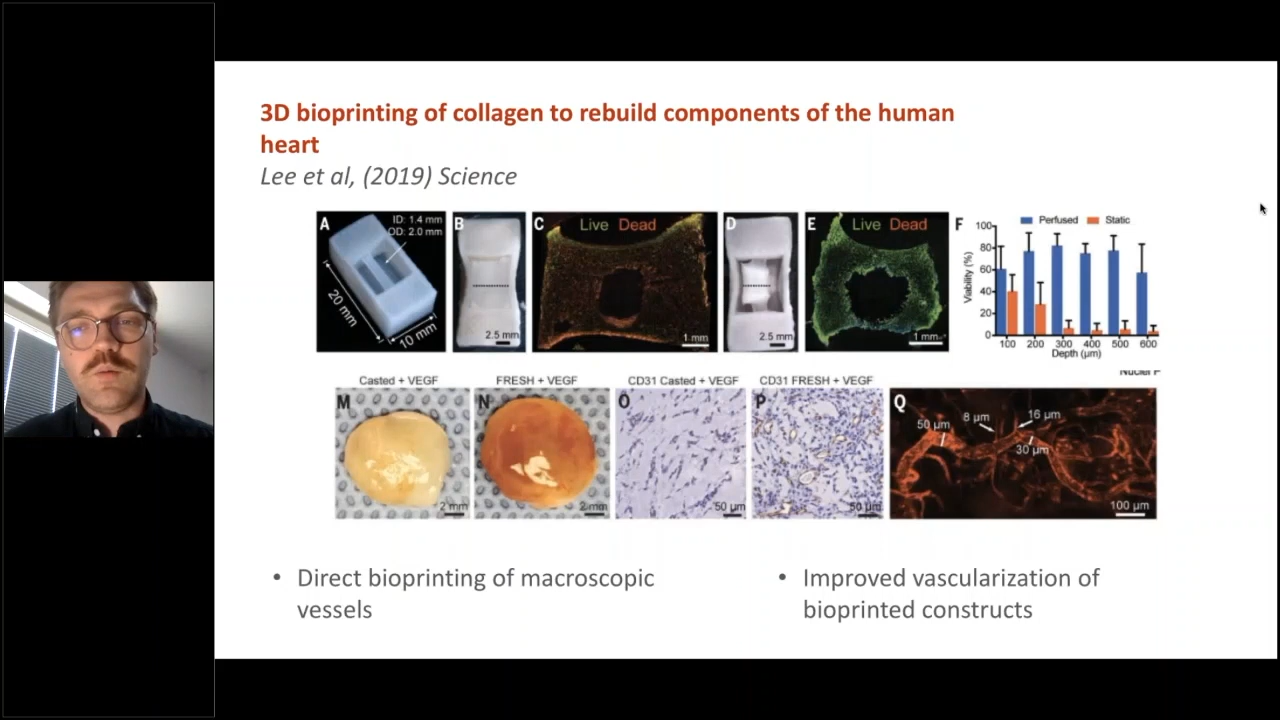 3D bioprinting of collagen to rebuild components of the human
heart
Lee et al, (2019) Science
A
ID: 1.4 mm
OD: 2.0 mm
20 mm
10 mm
B
2.5 mm
C
Live Dead
1 mm
D
2.5 mm
E
Live Dead
1 mm
F
Perfused Static
Viability (%)
100
80
60
40
20
0
100 200 300 400 500 600
Depth (µm)
Casted + VEGF
M
2 mm
FRESH + VEGF
N
2 mm
CD31 Casted + VEGF
O
50 µm
CD31 FRESH + VEGF
P
50 µm
Q
50 µm
8 µm
16 µm
30 µm
100 µm
• Direct bioprinting of macroscopic
vessels
• Improved vascularization of
bioprinted constructs